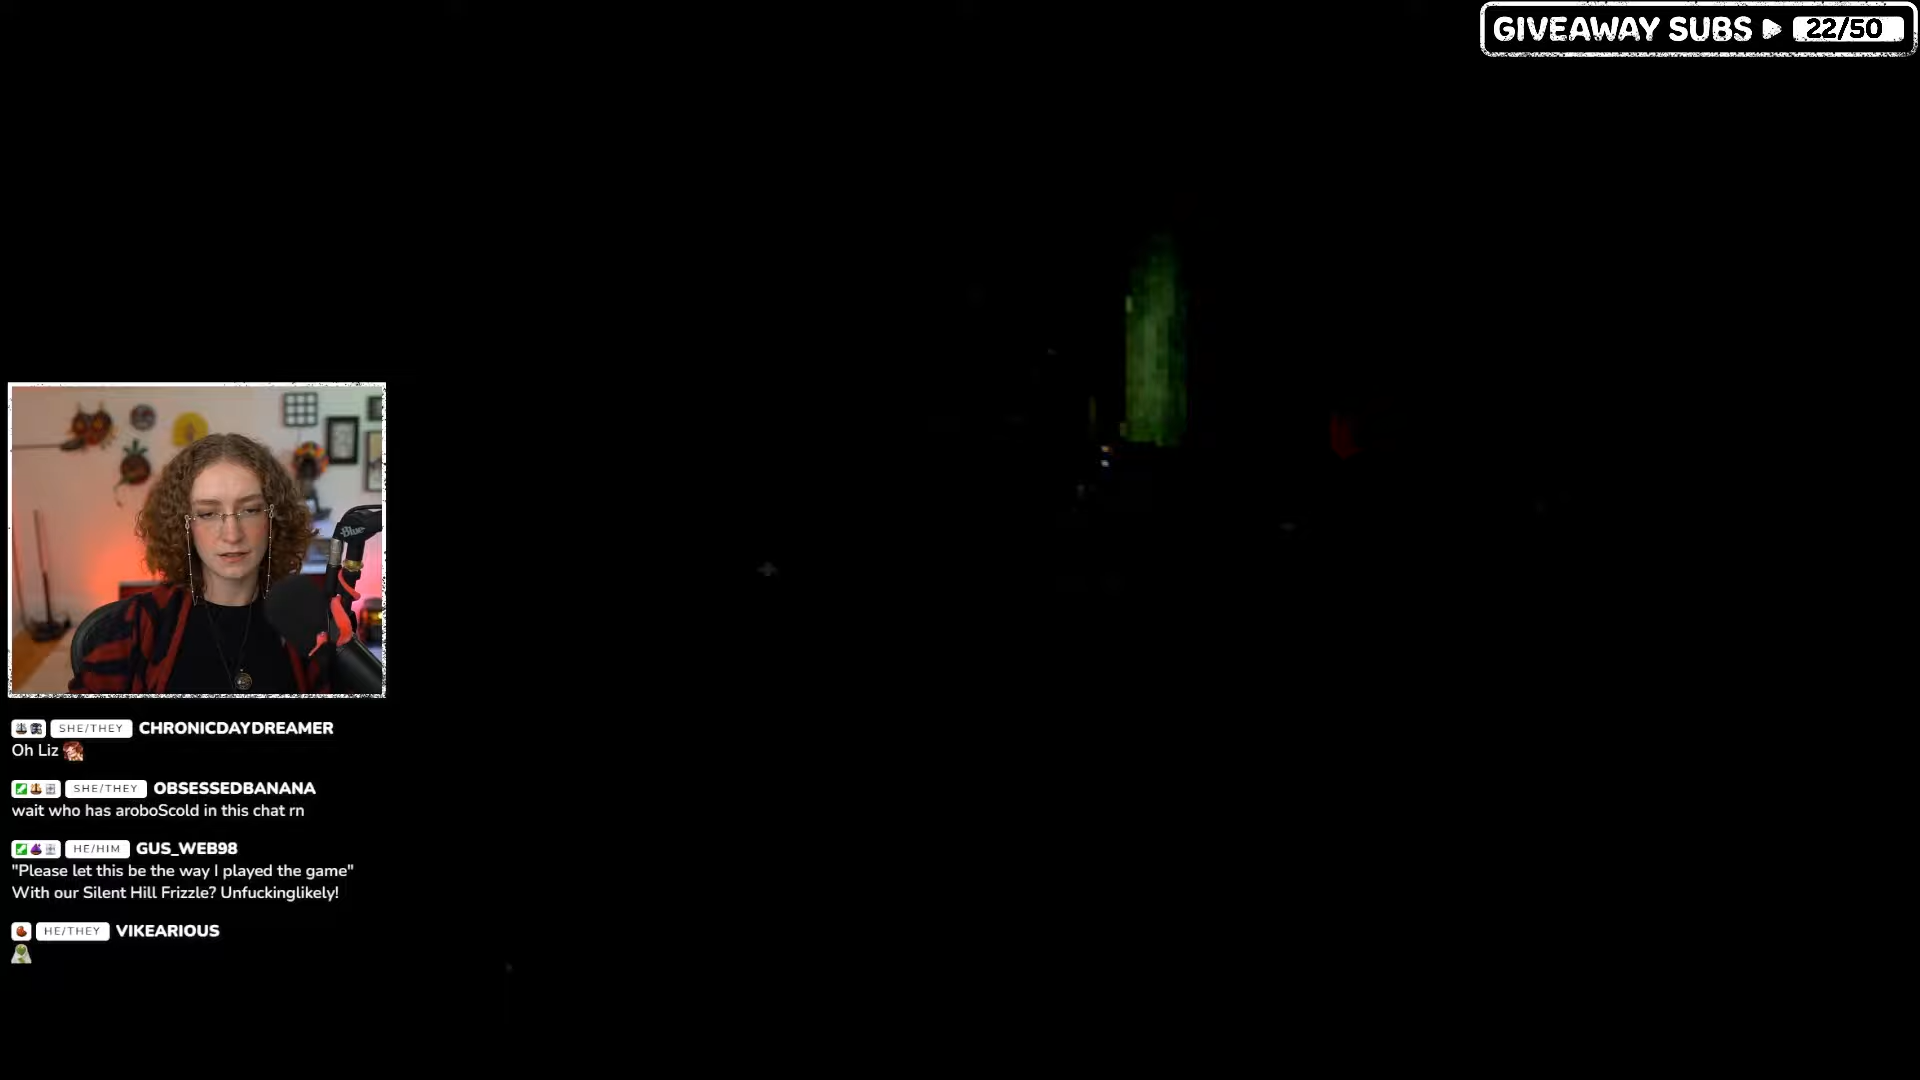 GIVEAWAY SUBS 22/50
Blue
SHE/THEY CHRONICDAYDREAMER
Oh Liz
SHE/THEY OBSESSEDBANANA
wait who has aroboScold in this chat rn
HE/HIM GUS_WEB98
"Please let this be the way I played the game"
With our Silent Hill Frizzle? Unfuckinglikely!
HE/THEY VIKEARIOUS